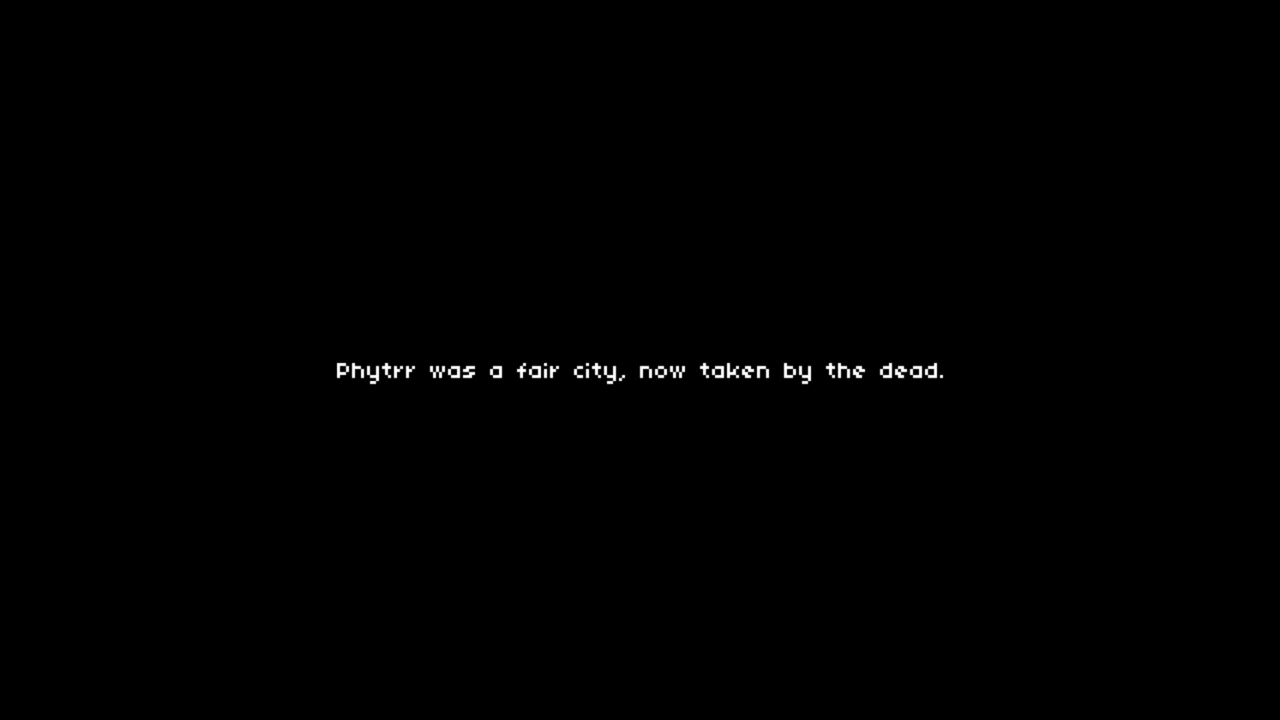 Phytrr was a fair city, now taken by the dead.